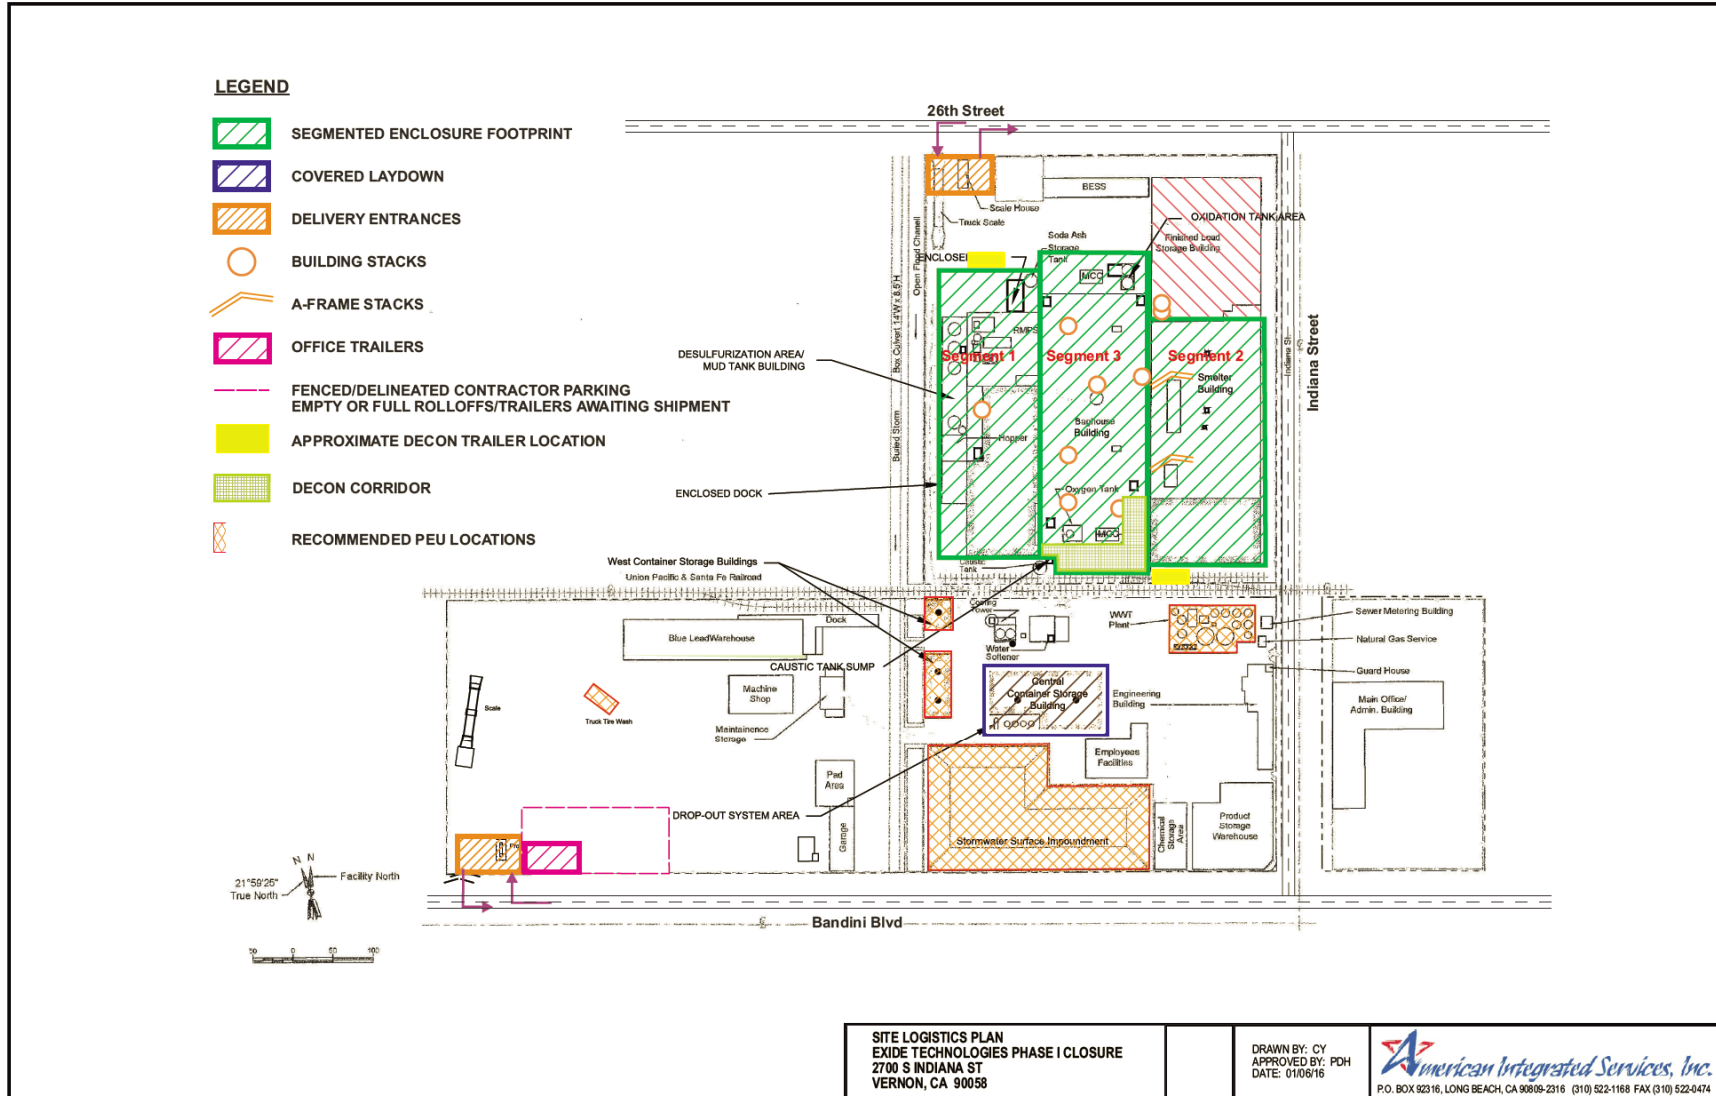 LEGEND
SEGMENTED ENCLOSURE FOOTPRINT
COVERED LAYDOWN
DELIVERY ENTRANCES
BUILDING STACKS
A-FRAME STACKS
OFFICE TRAILERS
FENCED/DELINEATED CONTRACTOR PARKING
EMPTY OR FULL ROLLOFFS/TRAILERS AWAITING SHIPMENT
APPROXIMATE DECON TRAILER LOCATION
DECON CORRIDOR
RECOMMENDED PEU LOCATIONS
26th Street
BESS
Scale House
Truck Scale
OXIDATION TANK AREA
Finished Lead
Storage Building
Soda Ash
Storage
Tank
MCC
Open Flood Chanell
Box Culvert 14'W x 8.5'H
Buried Storm
RMPS
Segment 1
Segment 3
Segment 2
Smelter
Building
Indiana St.
Indiana Street
DESULFURIZATION AREA/
MUD TANK BUILDING
Baghouse
Building
Hopper
ENCLOSED DOCK
Oxygen Tank
MCC
Caustic
Tank
West Container Storage Buildings
Union Pacific & Santa Fe Railroad
Dock
Blue LeadWarehouse
Cooling
Tower
Water
Softener
WWT
Plant
Sewer Metering Building
Natural Gas Service
Guard House
CAUSTIC TANK SUMP
Machine
Shop
Maintainence
Storage
Scale
Truck Tire Wash
Central
Container Storage
Building
Engineering
Building
Main Office/
Admin. Building
Employees
Facilities
Pad
Area
Garage
DROP-OUT SYSTEM AREA
Stormwater Surface Impoundment
Chemical
Storage
Area
Product
Storage
Warehouse
N N
21°59'25"
True North
Facility North
50 0 50 100
Bandini Blvd
SITE LOGISTICS PLAN
EXIDE TECHNOLOGIES PHASE I CLOSURE
2700 S INDIANA ST
VERNON, CA 90058
DRAWN BY: CY
APPROVED BY: PDH
DATE: 01/06/16
American Integrated Services, Inc.
P.O. BOX 92316, LONG BEACH, CA 90809-2316 (310) 522-1168 FAX (310) 522-0474